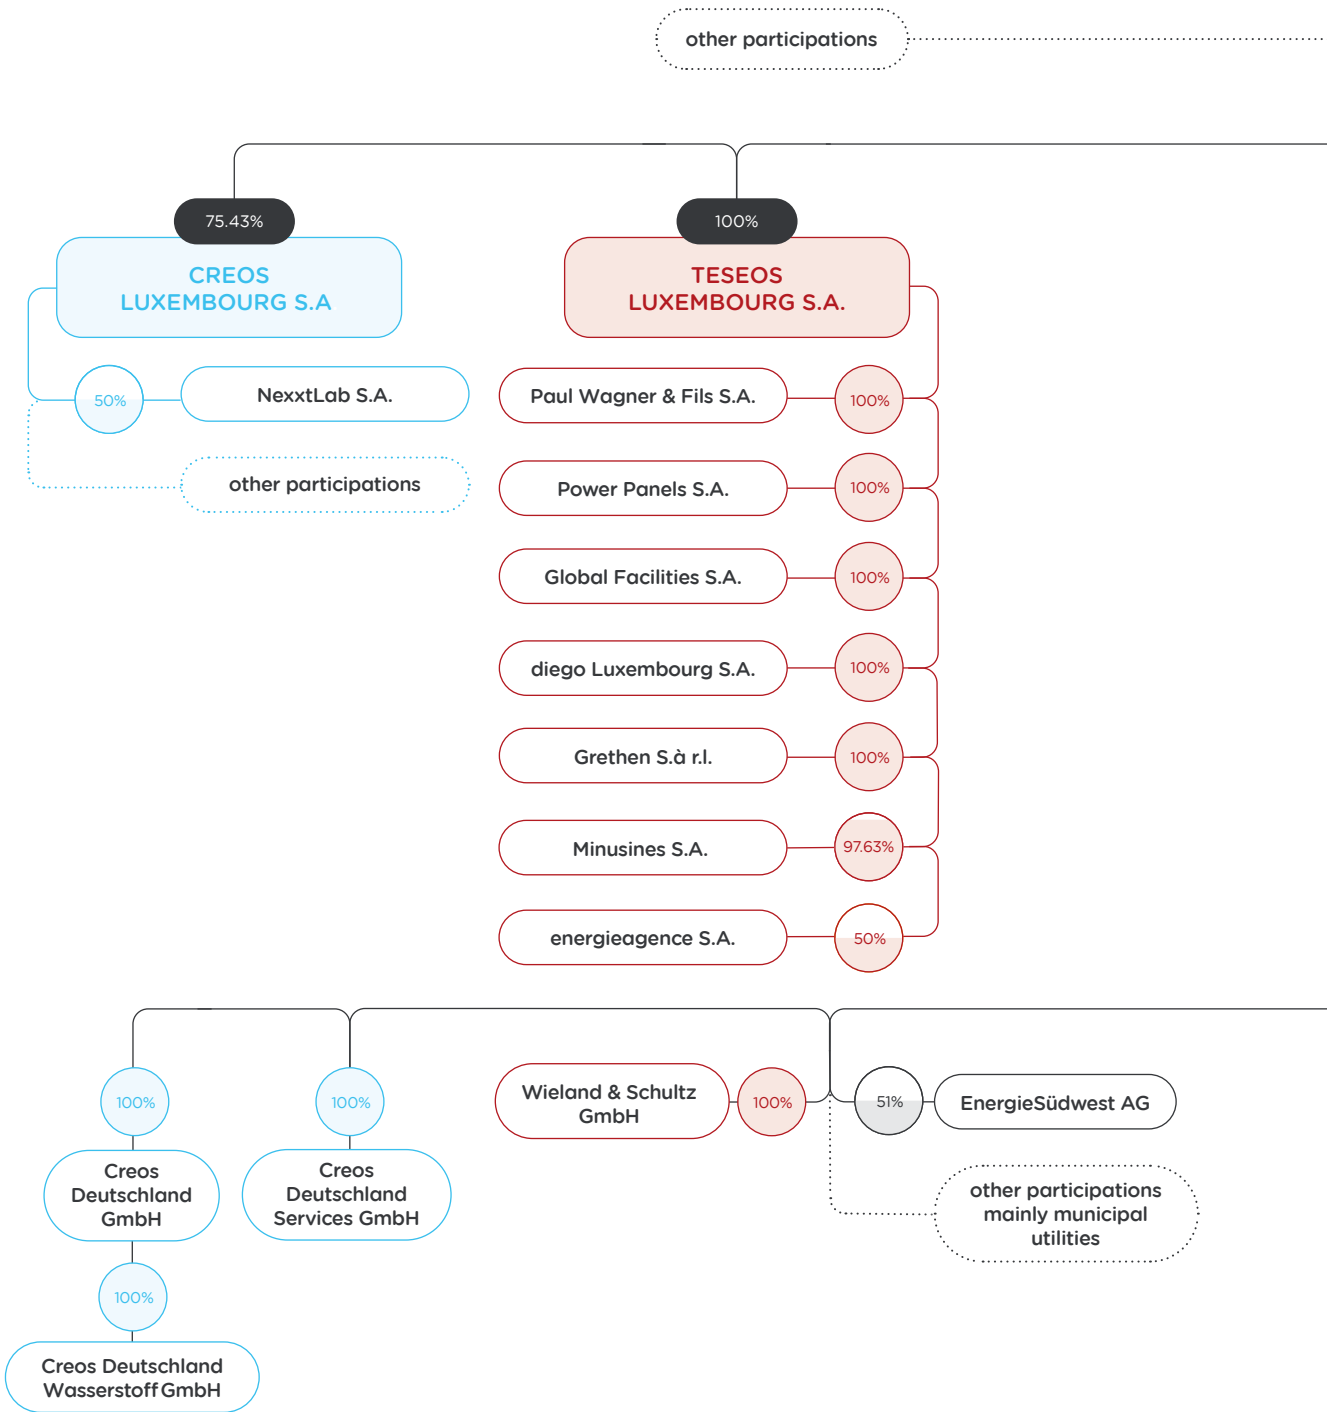 other participations
75.43%
100%
CREOS
LUXEMBOURG S.A
TESEOS
LUXEMBOURG S.A.
50%
NexxtLab S.A.
other participations
Paul Wagner & Fils S.A.
100%
Power Panels S.A.
100%
Global Facilities S.A.
100%
diego Luxembourg S.A.
100%
Grethen S.à r.l.
100%
Minusines S.A.
97.63%
energieagence S.A.
50%
100%
100%
Wieland & Schultz
GmbH
100%
51%
EnergieSüdwest AG
Creos
Deutschland
GmbH
Creos
Deutschland
Services GmbH
other participations
mainly municipal
utilities
100%
Creos Deutschland
Wasserstoff GmbH